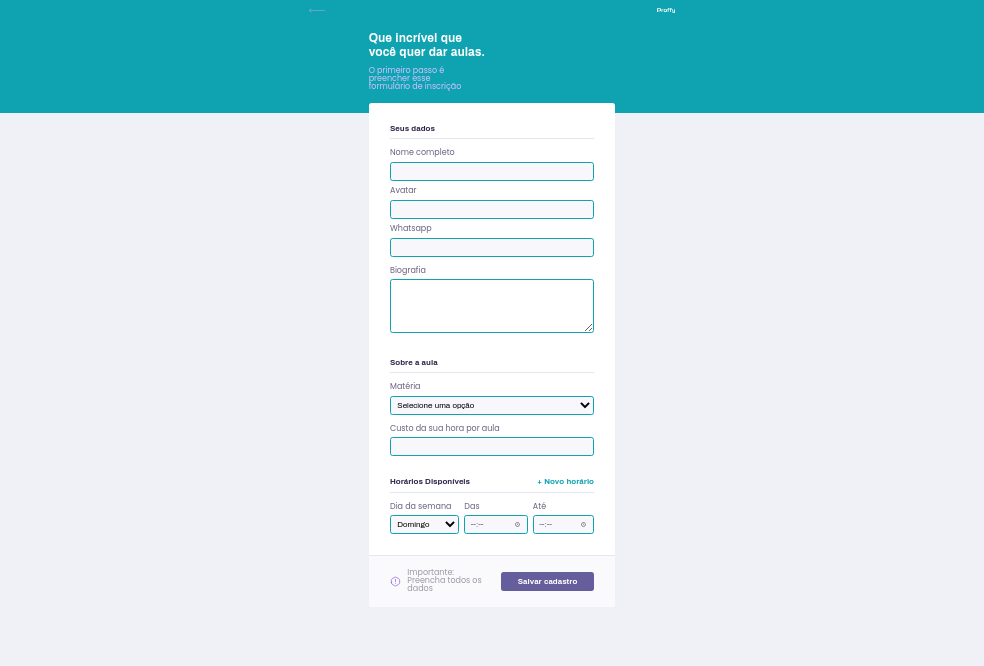 Proffy
Que incrível que
você quer dar aulas.
O primeiro passo é
preencher esse
formulário de inscrição
Seus dados
Nome completo
Avatar
Whatsapp
Biografia
Sobre a aula
Matéria
Selecione uma opção
Custo da sua hora por aula
Horários Disponíveis + Novo horário
Dia da semana Das Até
Domingo --:-- --:--
Importante:
Preencha todos os
dados
Salvar cadastro